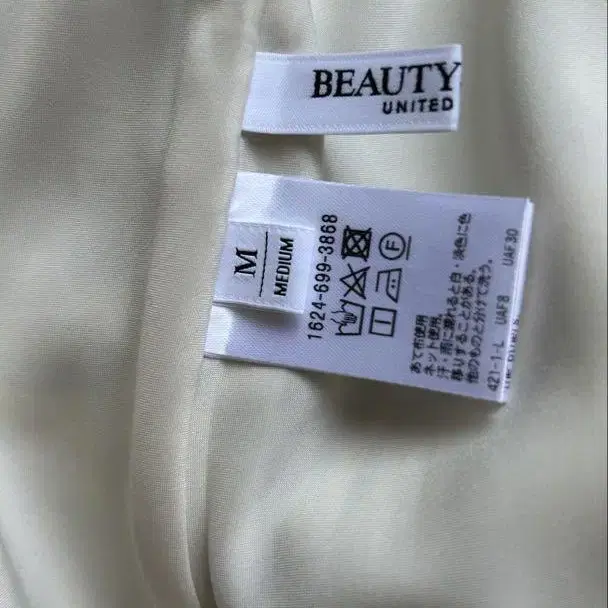 BEAUTY
UNITED
M
MEDIUM
1624-699-3868
あて布使用
ネット使用。
汗・雨に濡れると白・淡色に色
移りすることがある。
他のものと分けて洗う。
421-1-L UAF8 UAF30